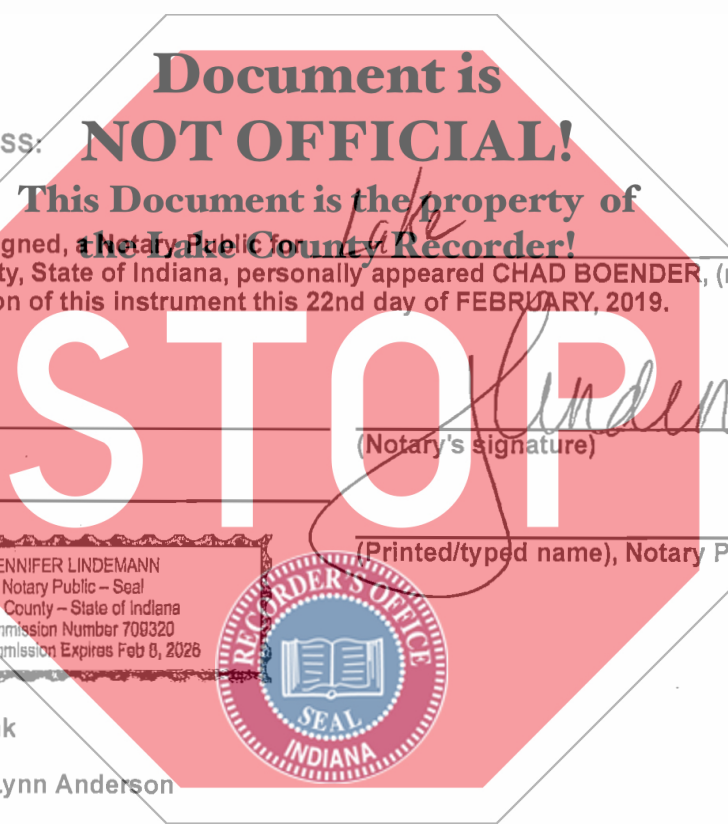 Document is
NOT OFFICIAL!
SS:
This Document is the property of
the Lake County Recorder!
gned, a Notary Public for Lake
ty, State of Indiana, personally appeared CHAD BOENDER, (
on of this instrument this 22nd day of FEBRUARY, 2019.
STOP
Linden
(Notary's signature)
(Printed/typed name), Notary P
ENNIFER LINDEMANN
Notary Public – Seal
County – State of Indiana
mmission Number 709320
mmission Expires Feb 8, 2026
RECORDER'S OFFICE
SEAL
INDIANA
k
Lynn Anderson